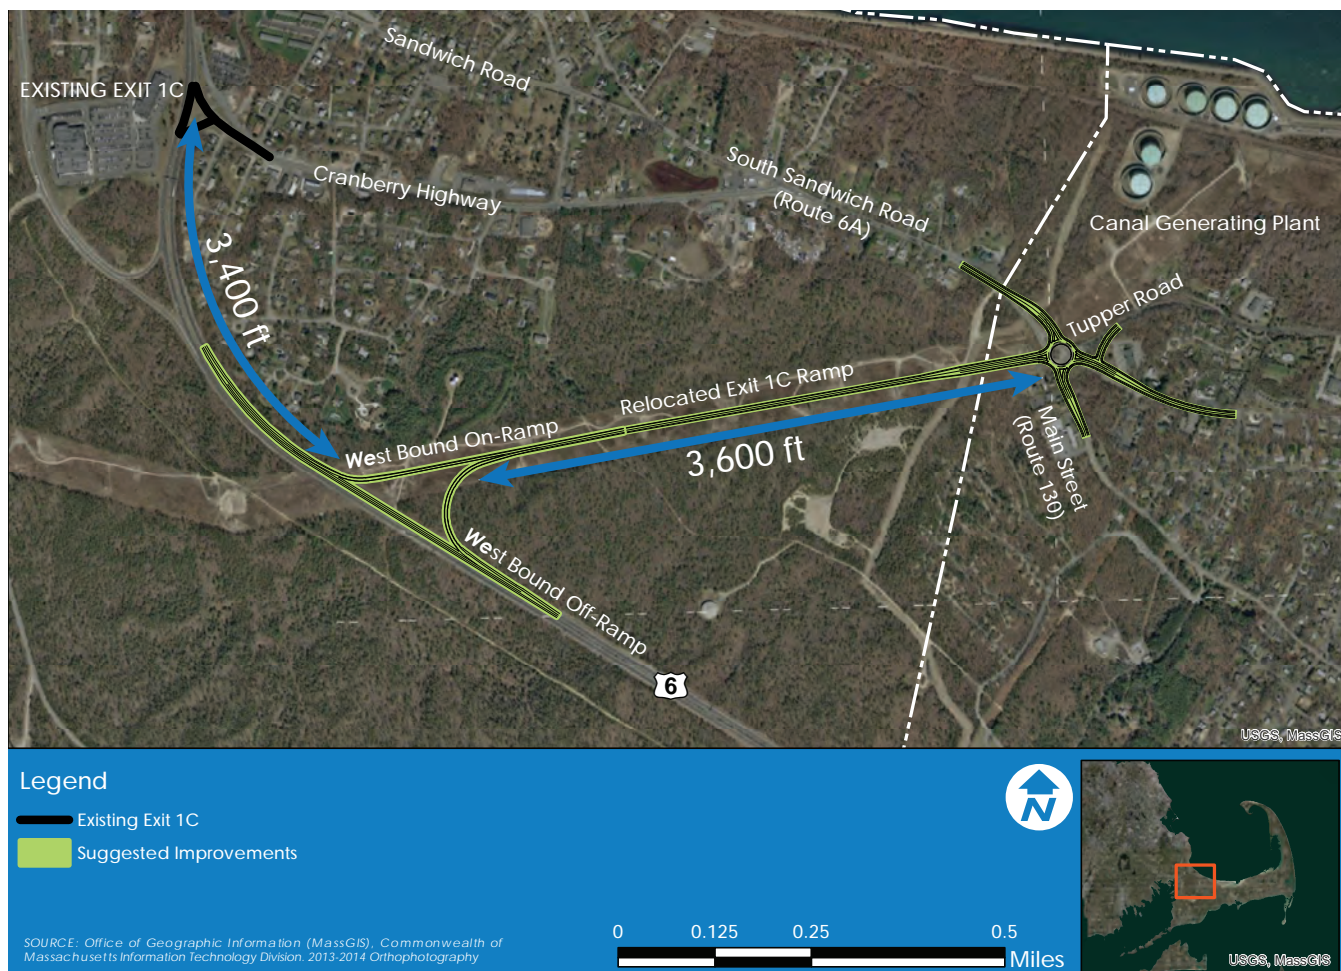 Sandwich Road
EXISTING EXIT 1C
Cranberry Highway
South Sandwich Road
(Route 6A)
Canal Generating Plant
3,400 ft
Tupper Road
Relocated Exit 1C Ramp
West Bound On-Ramp
3,600 ft
Main Street
(Route 130)
West Bound Off-Ramp
6
USGS, MassGIS
Legend
Existing Exit 1C
Suggested Improvements
N
SOURCE: Office of Geographic Information (MassGIS), Commonwealth of
Massachusetts Information Technology Division. 2013-2014 Orthophotography
0 0.125 0.25 0.5
Miles
USGS, MassGIS